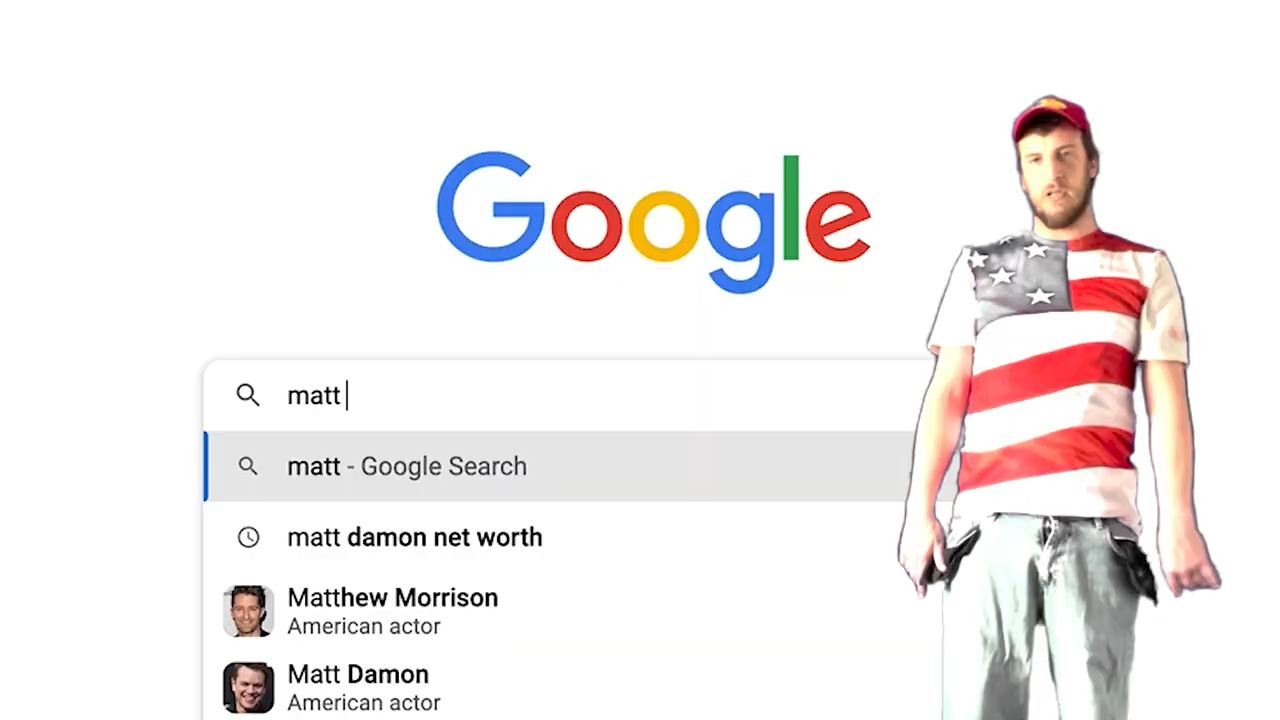 Google
matt
matt - Google Search
matt damon net worth
Matthew Morrison
American actor
Matt Damon
American actor